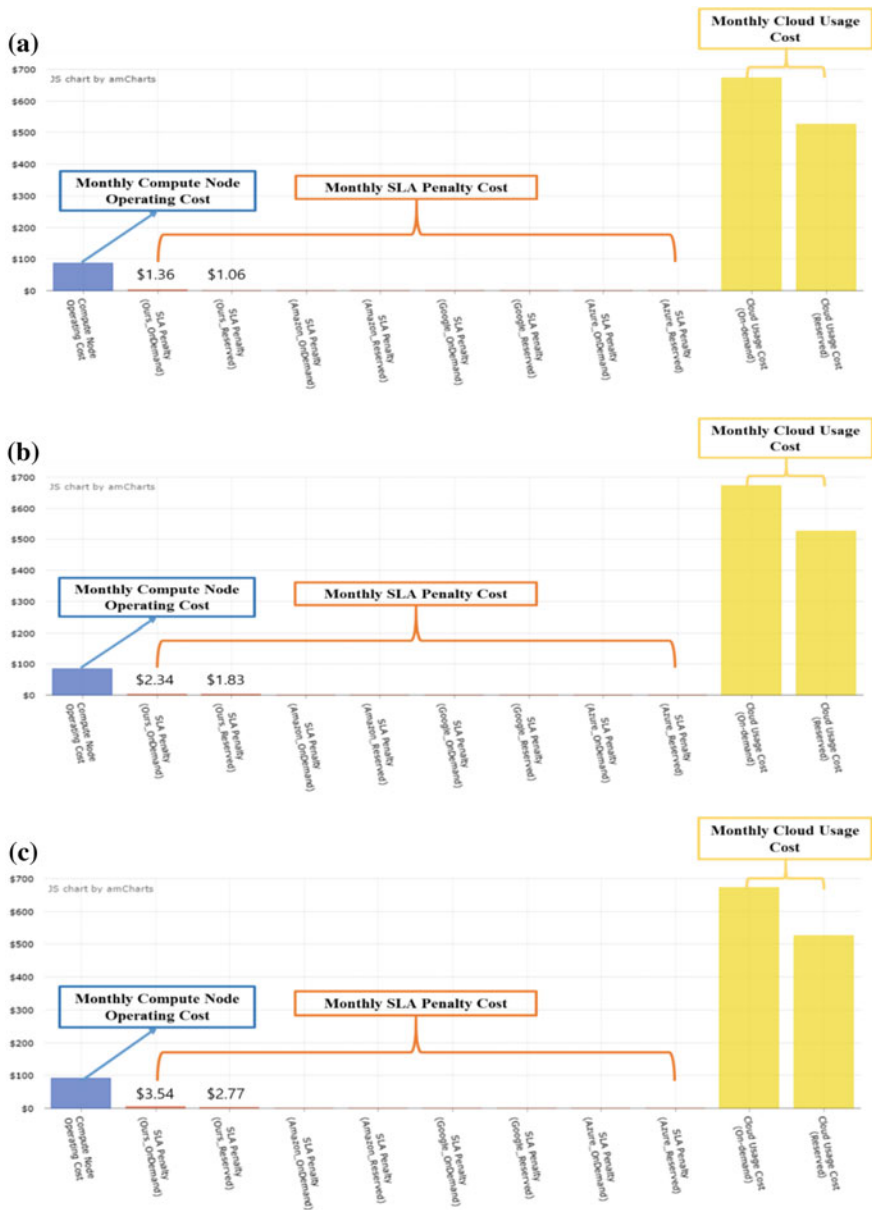 (a)
Monthly Cloud Usage
Cost
JS chart by amCharts
$700
$600
$500
$400
$300
$200
$100
$0
Monthly Compute Node
Operating Cost
Monthly SLA Penalty Cost
$1.36
$1.06
Compute Node
Operating Cost
SLA Penalty
(Ours_OnDemand)
SLA Penalty
(Ours_Reserved)
SLA Penalty
(Amazon_OnDemand)
SLA Penalty
(Amazon_Reserved)
SLA Penalty
(Google_OnDemand)
SLA Penalty
(Google_Reserved)
SLA Penalty
(Azure_OnDemand)
SLA Penalty
(Azure_Reserved)
Cloud Usage Cost
(On-demand)
Cloud Usage Cost
(Reserved)
(b)
Monthly Cloud Usage
Cost
JS chart by amCharts
$700
$600
$500
$400
$300
$200
$100
$0
Monthly Compute Node
Operating Cost
Monthly SLA Penalty Cost
$2.34
$1.83
Compute Node
Operating Cost
SLA Penalty
(Ours_OnDemand)
SLA Penalty
(Ours_Reserved)
SLA Penalty
(Amazon_OnDemand)
SLA Penalty
(Amazon_Reserved)
SLA Penalty
(Google_OnDemand)
SLA Penalty
(Google_Reserved)
SLA Penalty
(Azure_OnDemand)
SLA Penalty
(Azure_Reserved)
Cloud Usage Cost
(On-demand)
Cloud Usage Cost
(Reserved)
(c)
Monthly Cloud Usage
Cost
JS chart by amCharts
$700
$600
$500
$400
$300
$200
$100
$0
Monthly Compute Node
Operating Cost
Monthly SLA Penalty Cost
$3.54
$2.77
Compute Node
Operating Cost
SLA Penalty
(Ours_OnDemand)
SLA Penalty
(Ours_Reserved)
SLA Penalty
(Amazon_OnDemand)
SLA Penalty
(Amazon_Reserved)
SLA Penalty
(Google_OnDemand)
SLA Penalty
(Google_Reserved)
SLA Penalty
(Azure_OnDemand)
SLA Penalty
(Azure_Reserved)
Cloud Usage Cost
(On-demand)
Cloud Usage Cost
(Reserved)